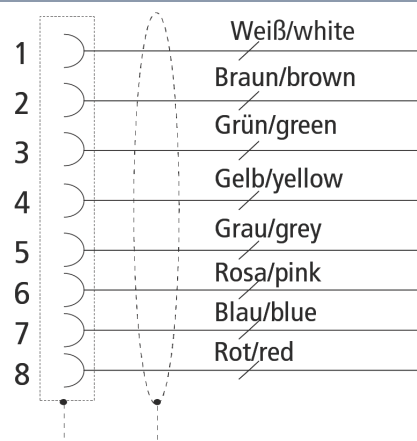 1 Weiß/white
2 Braun/brown
3 Grün/green
4 Gelb/yellow
5 Grau/grey
6 Rosa/pink
7 Blau/blue
8 Rot/red